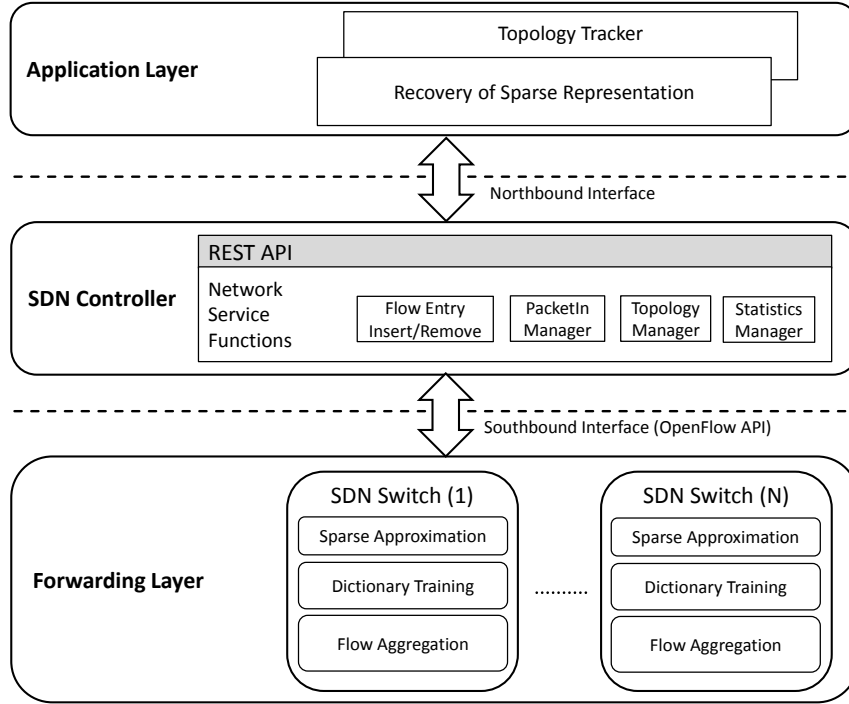 Topology Tracker
Application Layer
Recovery of Sparse Representation
Northbound Interface
REST API
SDN Controller
Network
Service
Functions
Flow Entry
Insert/Remove
PacketIn
Manager
Topology
Manager
Statistics
Manager
Southbound Interface (OpenFlow API)
Forwarding Layer
SDN Switch (1)
Sparse Approximation
Dictionary Training
Flow Aggregation
..........
SDN Switch (N)
Sparse Approximation
Dictionary Training
Flow Aggregation